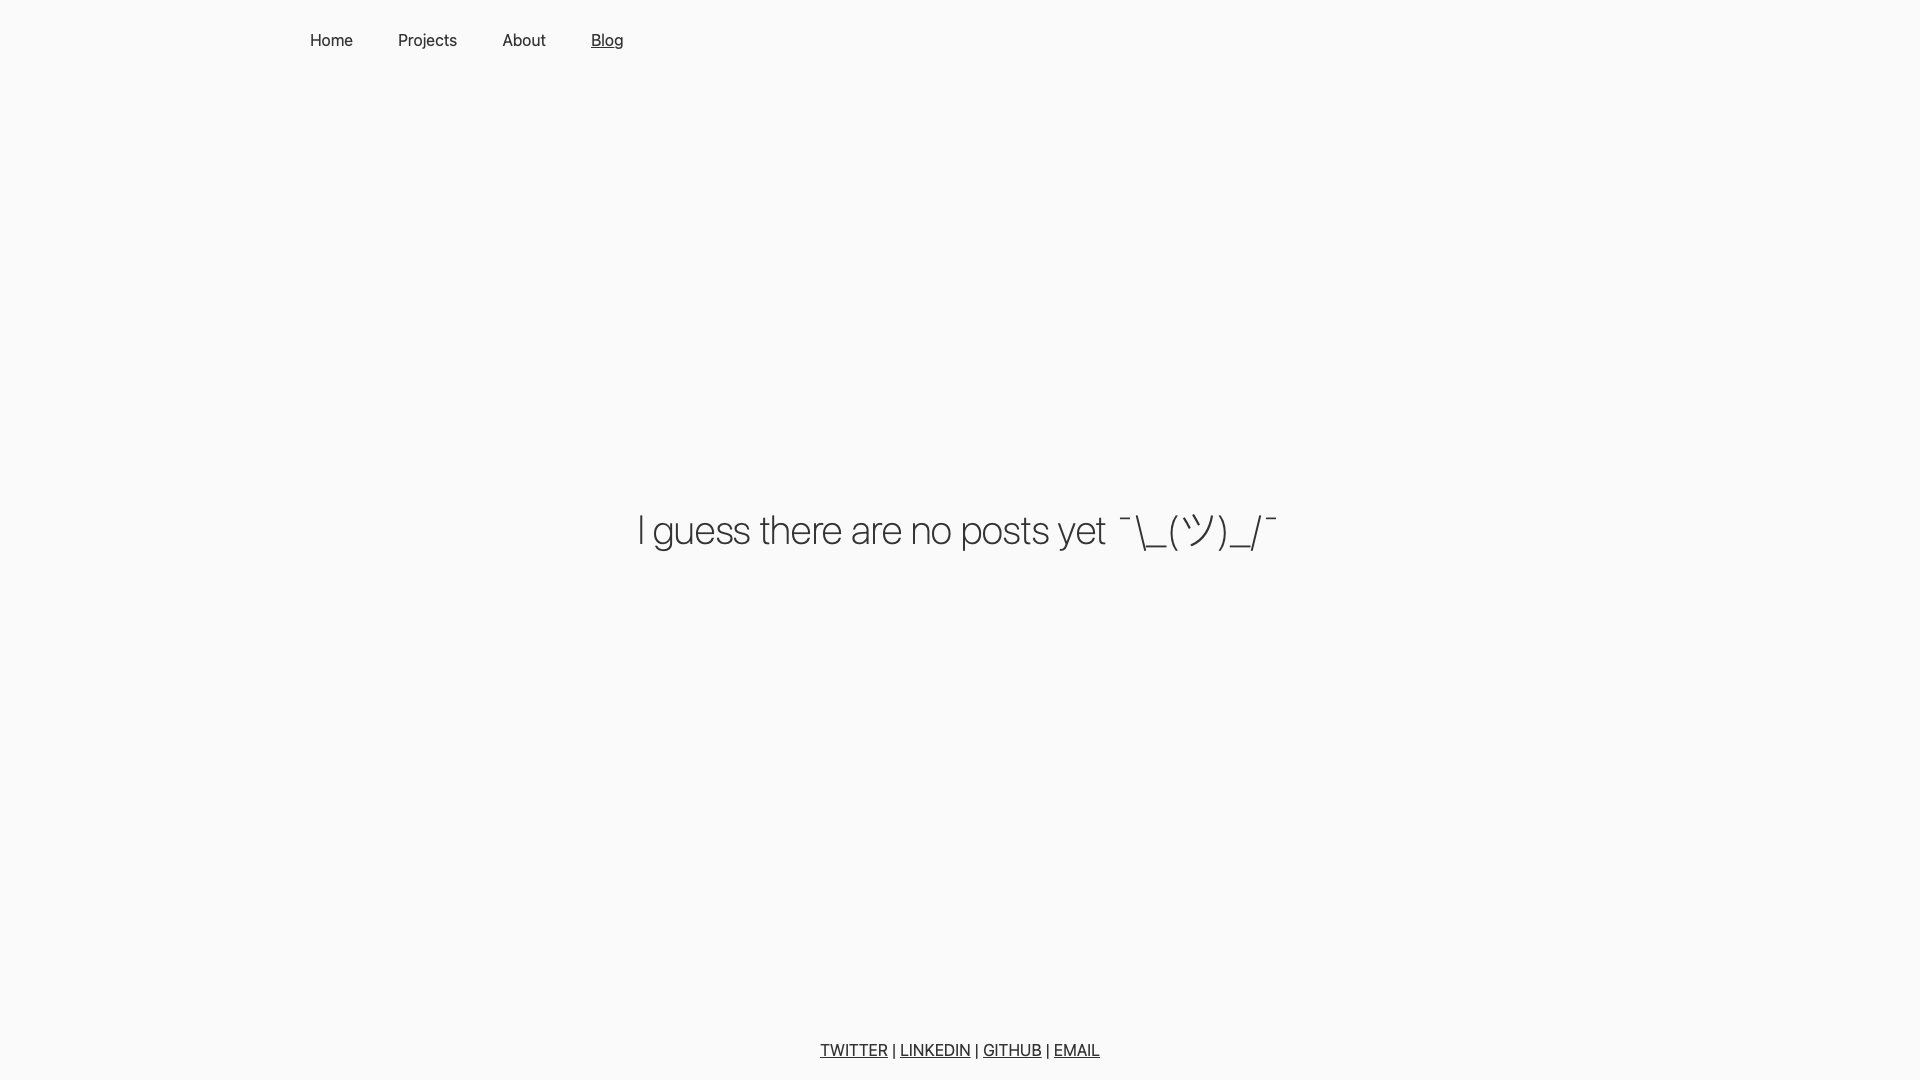 Home Projects About Blog
I guess there are no posts yet ¯\_(ツ)_/¯
TWITTER | LINKEDIN | GITHUB | EMAIL